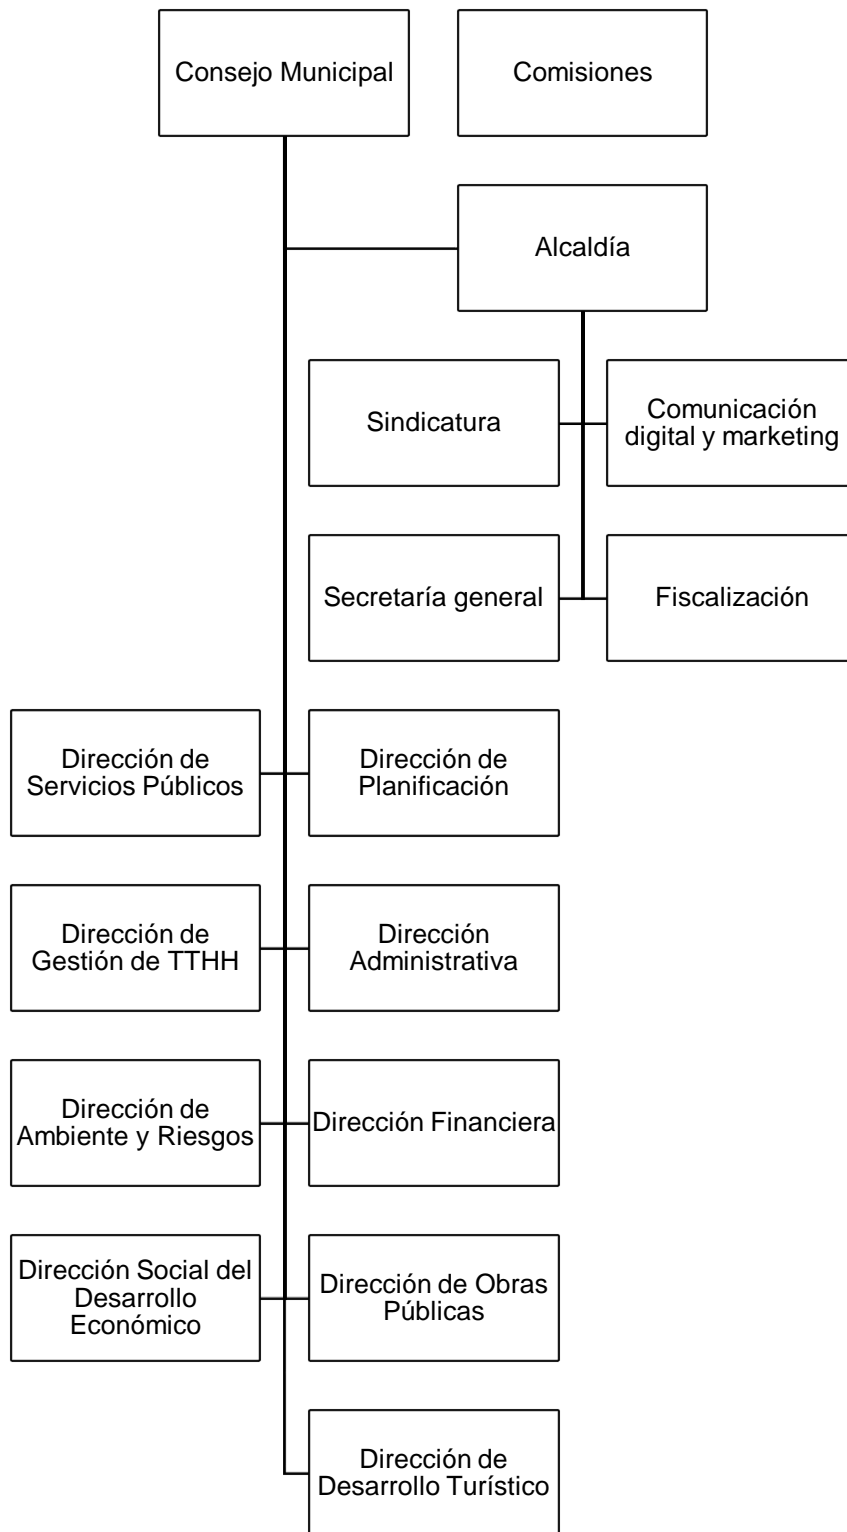 Consejo Municipal
Comisiones
Alcaldía
Sindicatura
Comunicación
digital y marketing
Secretaría general
Fiscalización
Dirección de
Servicios Públicos
Dirección de
Planificación
Dirección de
Gestión de TTHH
Dirección
Administrativa
Dirección de
Ambiente y Riesgos
Dirección Financiera
Dirección Social del
Desarrollo
Económico
Dirección de Obras
Públicas
Dirección de
Desarrollo Turístico